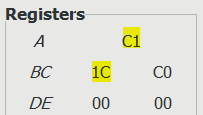 Registers
A C1
BC 1C C0
DE 00 00